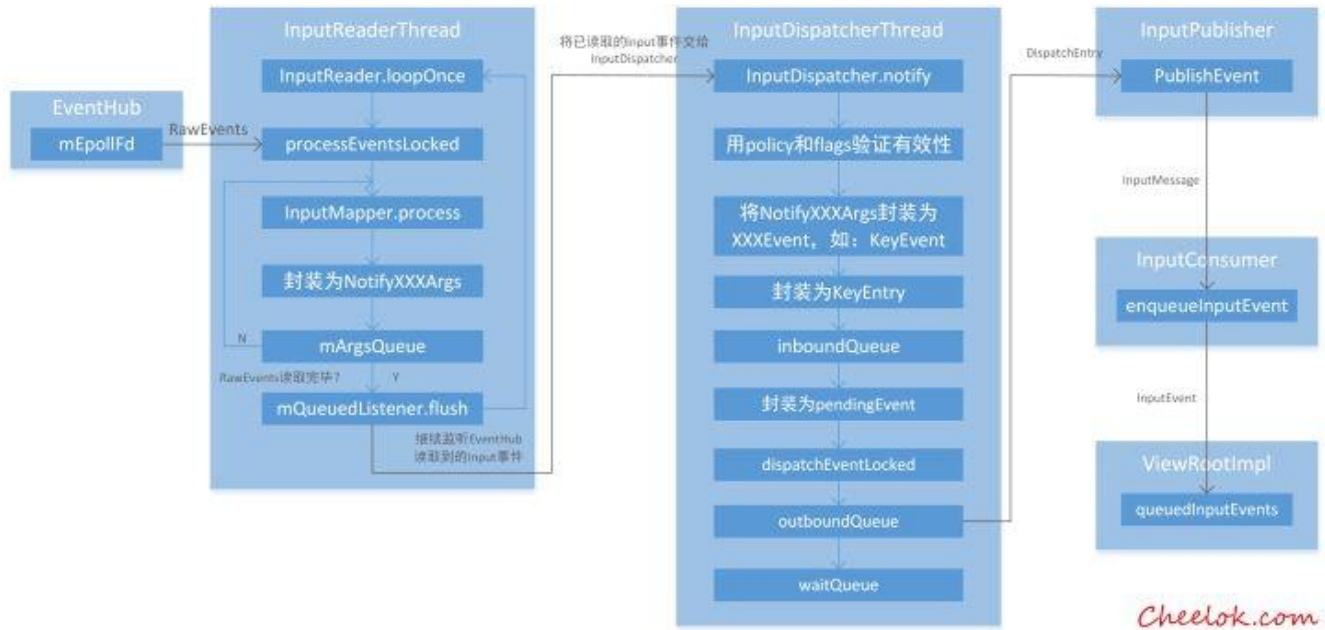 EventHub
mEpollFd
RawEvents
InputReaderThread
InputReader.loopOnce
processEventsLocked
InputMapper.process
封装为NotifyXXXArgs
N
mArgsQueue
RawEvents读取完毕？
Y
mQueuedListener.flush
继续监听EventHub
读取到的Input事件
将已读取的Input事件交给
InputDispatcher
InputDispatcherThread
InputDispatcher.notify
用policy和flags验证有效性
将NotifyXXXArgs封装为
XXXEvent，如：KeyEvent
封装为KeyEntry
inboundQueue
封装为pendingEvent
dispatchEventLocked
outboundQueue
waitQueue
DispatchEntry
InputPublisher
PublishEvent
InputMessage
InputConsumer
enqueueInputEvent
InputEvent
ViewRootImpl
queuedInputEvents
Cheelok.com